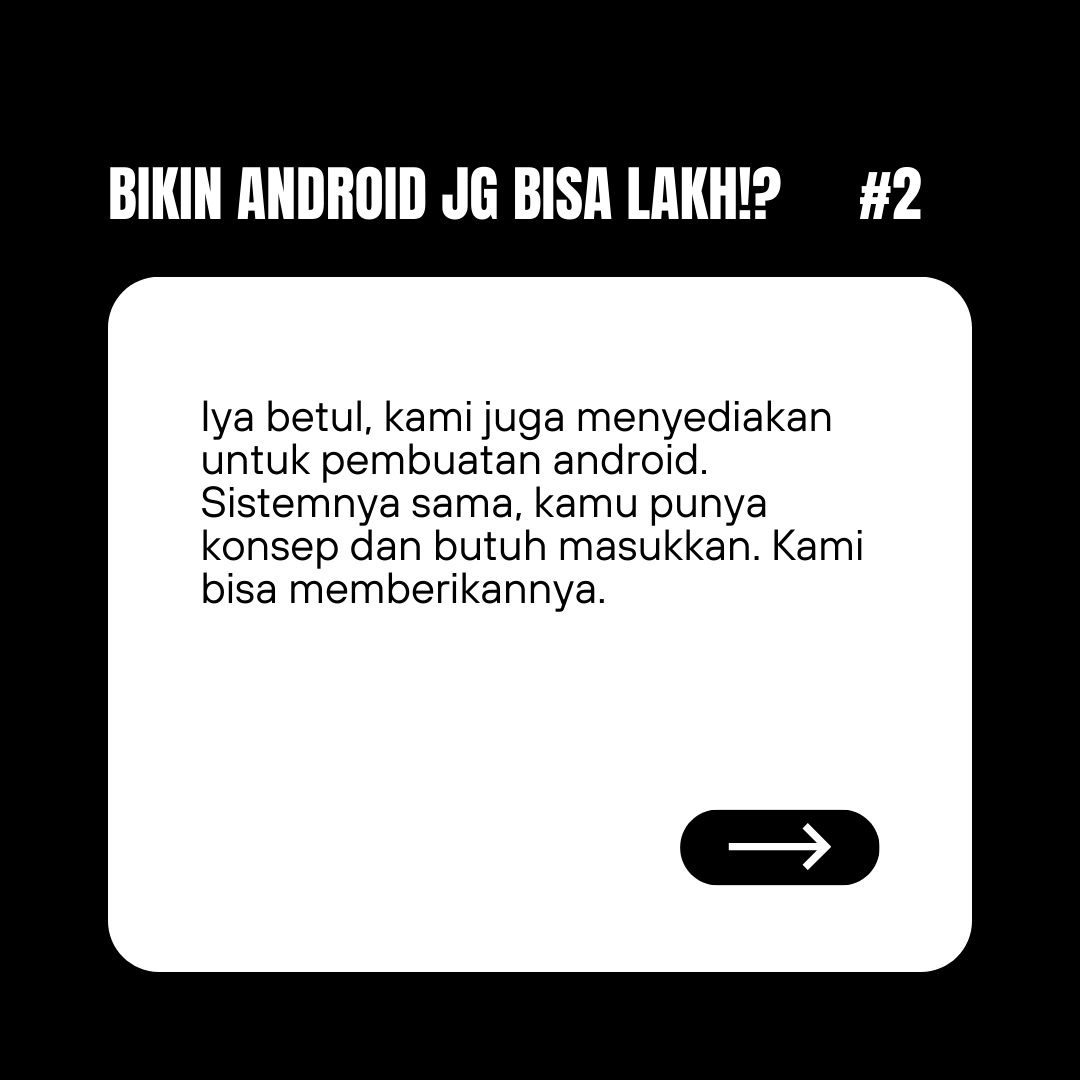 BIKIN ANDROID JG BISA LAKH!? #2
Iya betul, kami juga menyediakan
untuk pembuatan android.
Sistemnya sama, kamu punya
konsep dan butuh masukkan. Kami
bisa memberikannya.